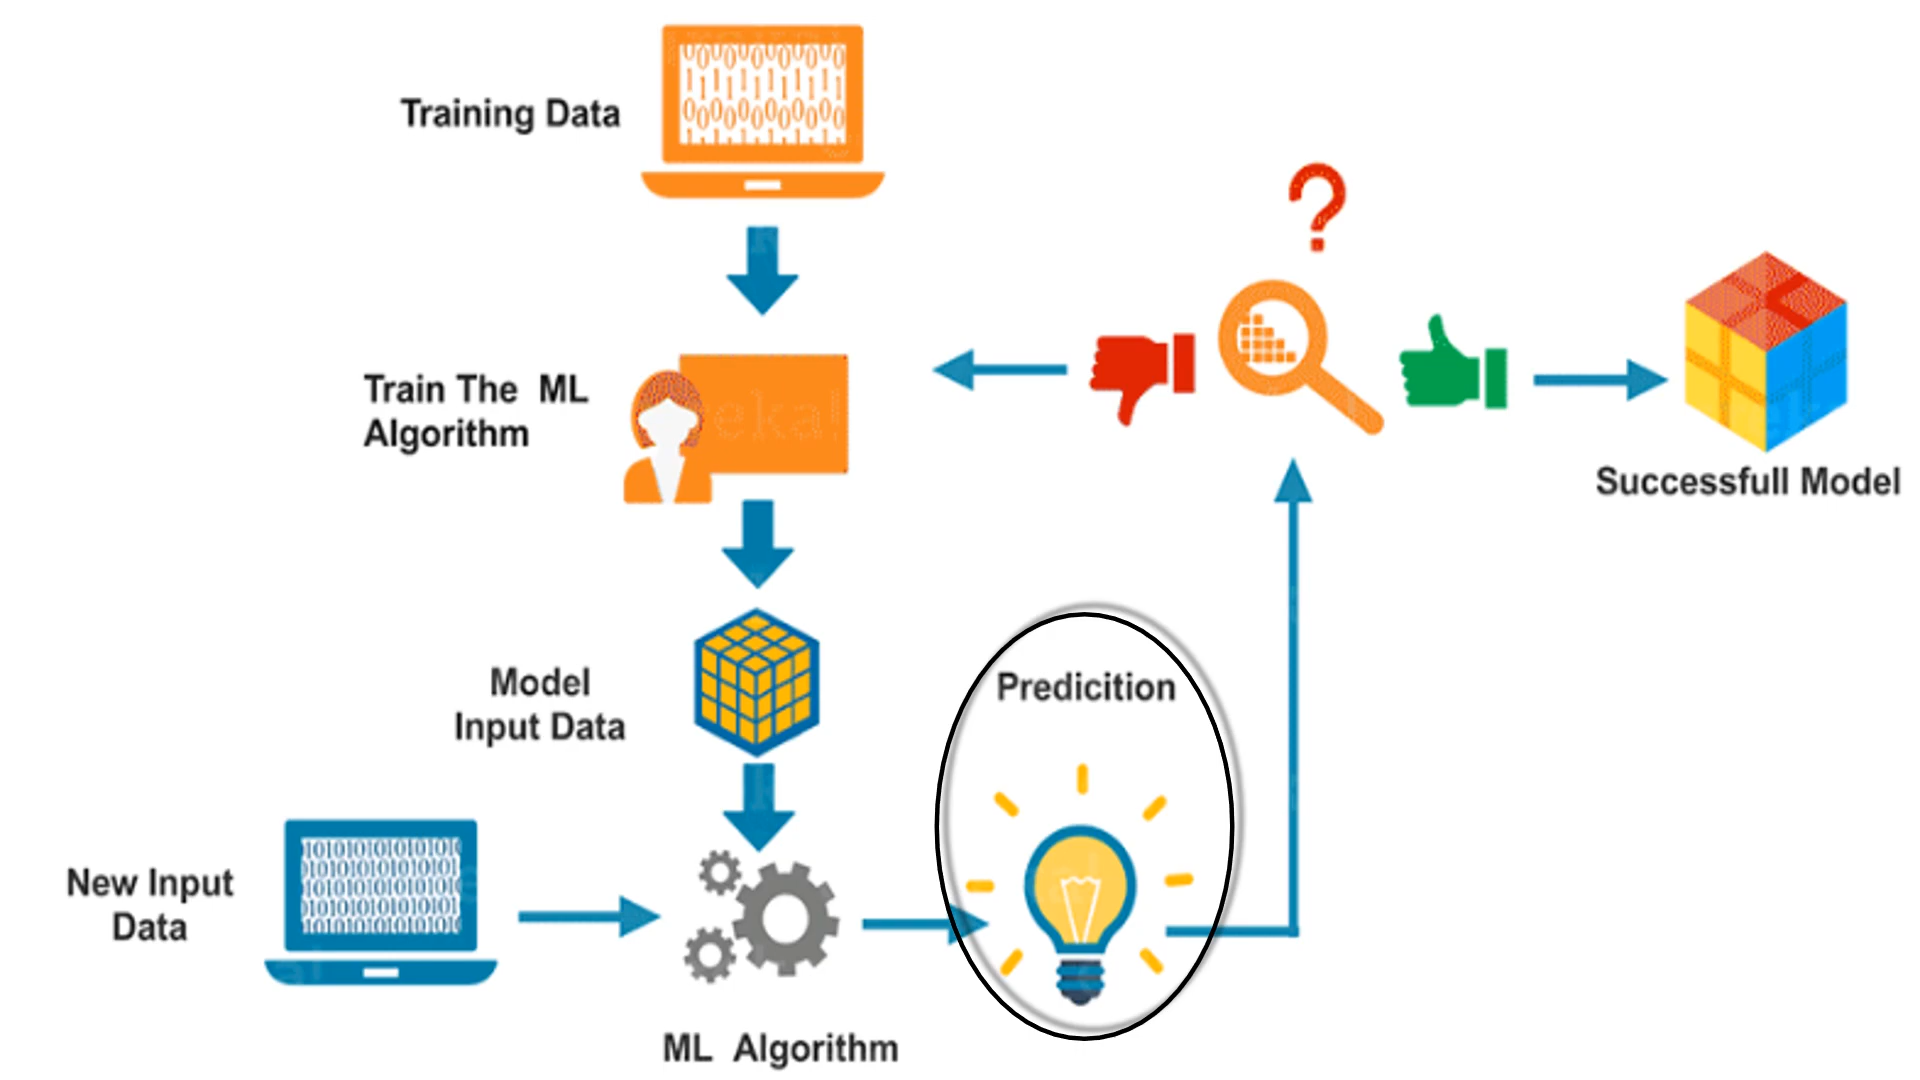 Training Data
?
Train The ML
Algorithm
Successfull Model
Model
Input Data
Predicition
New Input
Data
ML Algorithm